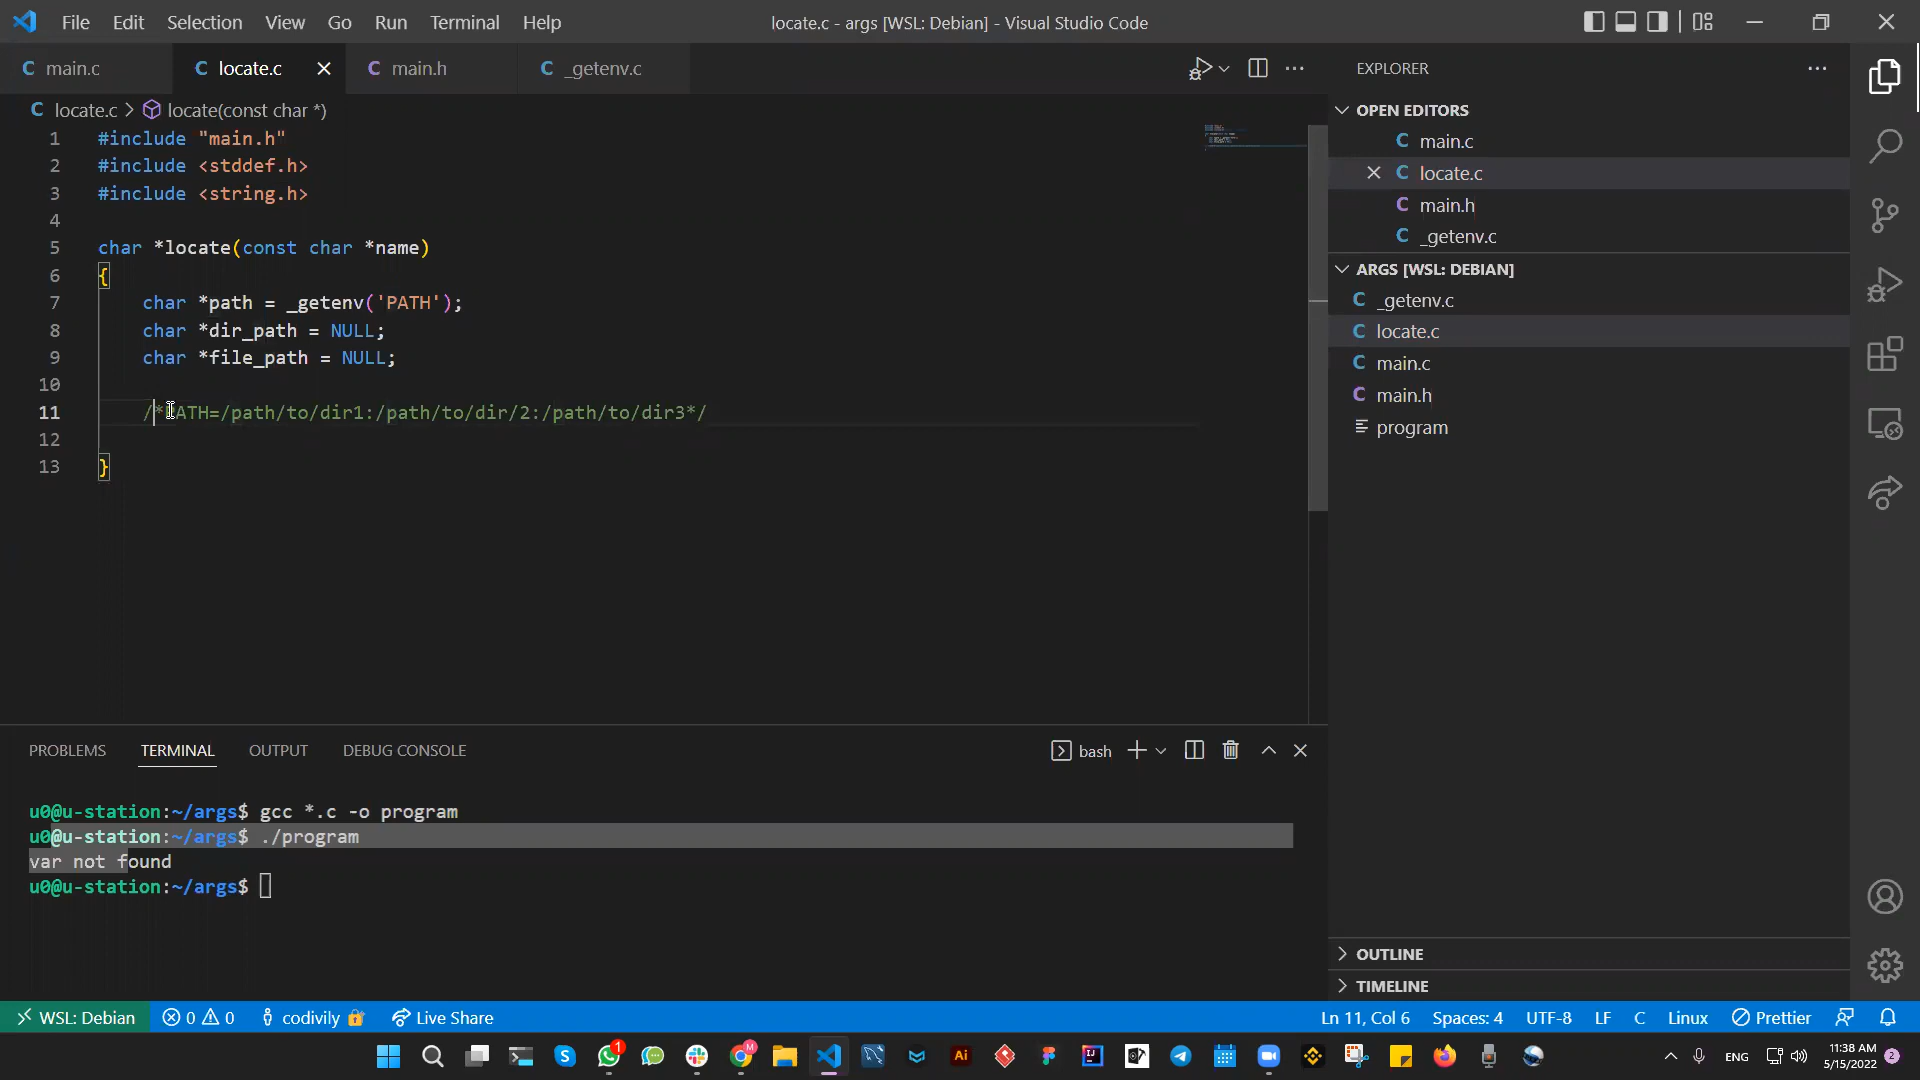 File Edit Selection View Go Run Terminal Help
locate.c - args [WSL: Debian] - Visual Studio Code
main.c locate.c main.h _getenv.c
locate.c > locate(const char *)
1 #include "main.h"
2 #include <stddef.h>
3 #include <string.h>
4
5 char *locate(const char *name)
6 {
7 char *path = _getenv('PATH');
8 char *dir_path = NULL;
9 char *file_path = NULL;
10
11 /*PATH=/path/to/dir1:/path/to/dir/2:/path/to/dir3*/
12
13 }
EXPLORER
OPEN EDITORS
main.c
locate.c
main.h
_getenv.c
ARGS [WSL: DEBIAN]
_getenv.c
locate.c
main.c
main.h
program
OUTLINE
TIMELINE
PROBLEMS TERMINAL OUTPUT DEBUG CONSOLE
bash
u0@u-station:~/args$ gcc *.c -o program
u0@u-station:~/args$ ./program
var not found
u0@u-station:~/args$
WSL: Debian 0 0 codivily Live Share
Ln 11, Col 6 Spaces: 4 UTF-8 LF C Linux Prettier
ENG
11:38 AM
5/15/2022